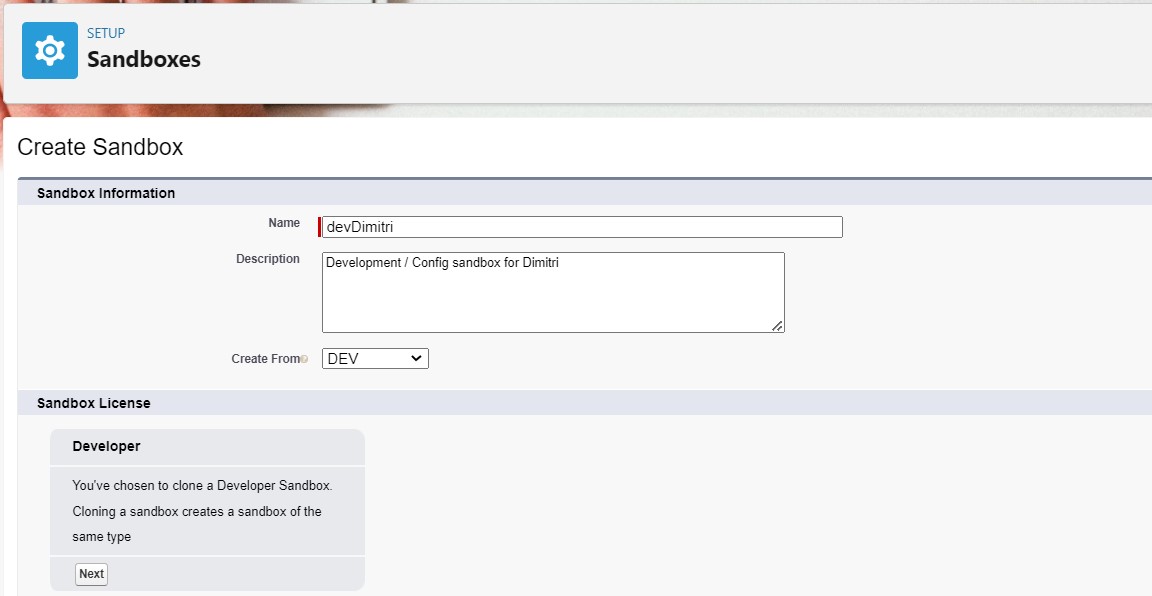 SETUP
Sandboxes
Create Sandbox
Sandbox Information
Name
devDimitri
Description
Development / Config sandbox for Dimitri
Create From
DEV
Sandbox License
Developer
You've chosen to clone a Developer Sandbox.
Cloning a sandbox creates a sandbox of the
same type
Next